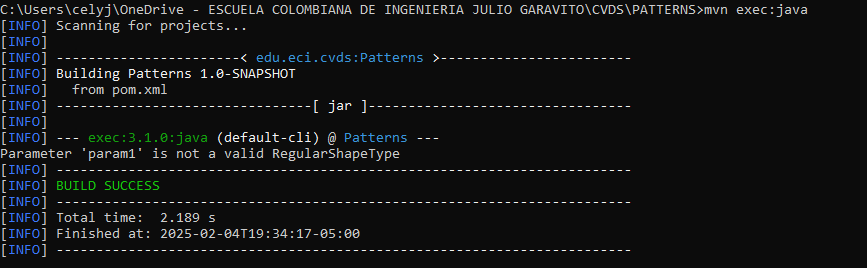 C:\Users\celyj\OneDrive - ESCUELA COLOMBIANA DE INGENIERIA JULIO GARAVITO\CVDS\PATTERNS>mvn exec:java
[INFO] Scanning for projects...
[INFO]
[INFO] -----------------------< edu.eci.cvds:Patterns >------------------------
[INFO] Building Patterns 1.0-SNAPSHOT
[INFO]   from pom.xml
[INFO] --------------------------------[ jar ]---------------------------------
[INFO]
[INFO] --- exec:3.1.0:java (default-cli) @ Patterns ---
Parameter 'param1' is not a valid RegularShapeType
[INFO] ------------------------------------------------------------------------
[INFO] BUILD SUCCESS
[INFO] ------------------------------------------------------------------------
[INFO] Total time:  2.189 s
[INFO] Finished at: 2025-02-04T19:34:17-05:00
[INFO] ------------------------------------------------------------------------